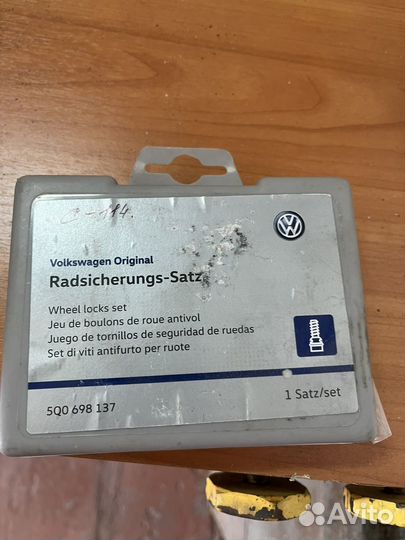 C-114.
Volkswagen Original
Radsicherungs-Satz
Wheel locks set
Jeu de boulons de roue antivol
Juego de tornillos de seguridad de ruedas
Set di viti antifurto per ruote
5Q0 698 137
1 Satz/set
Avito